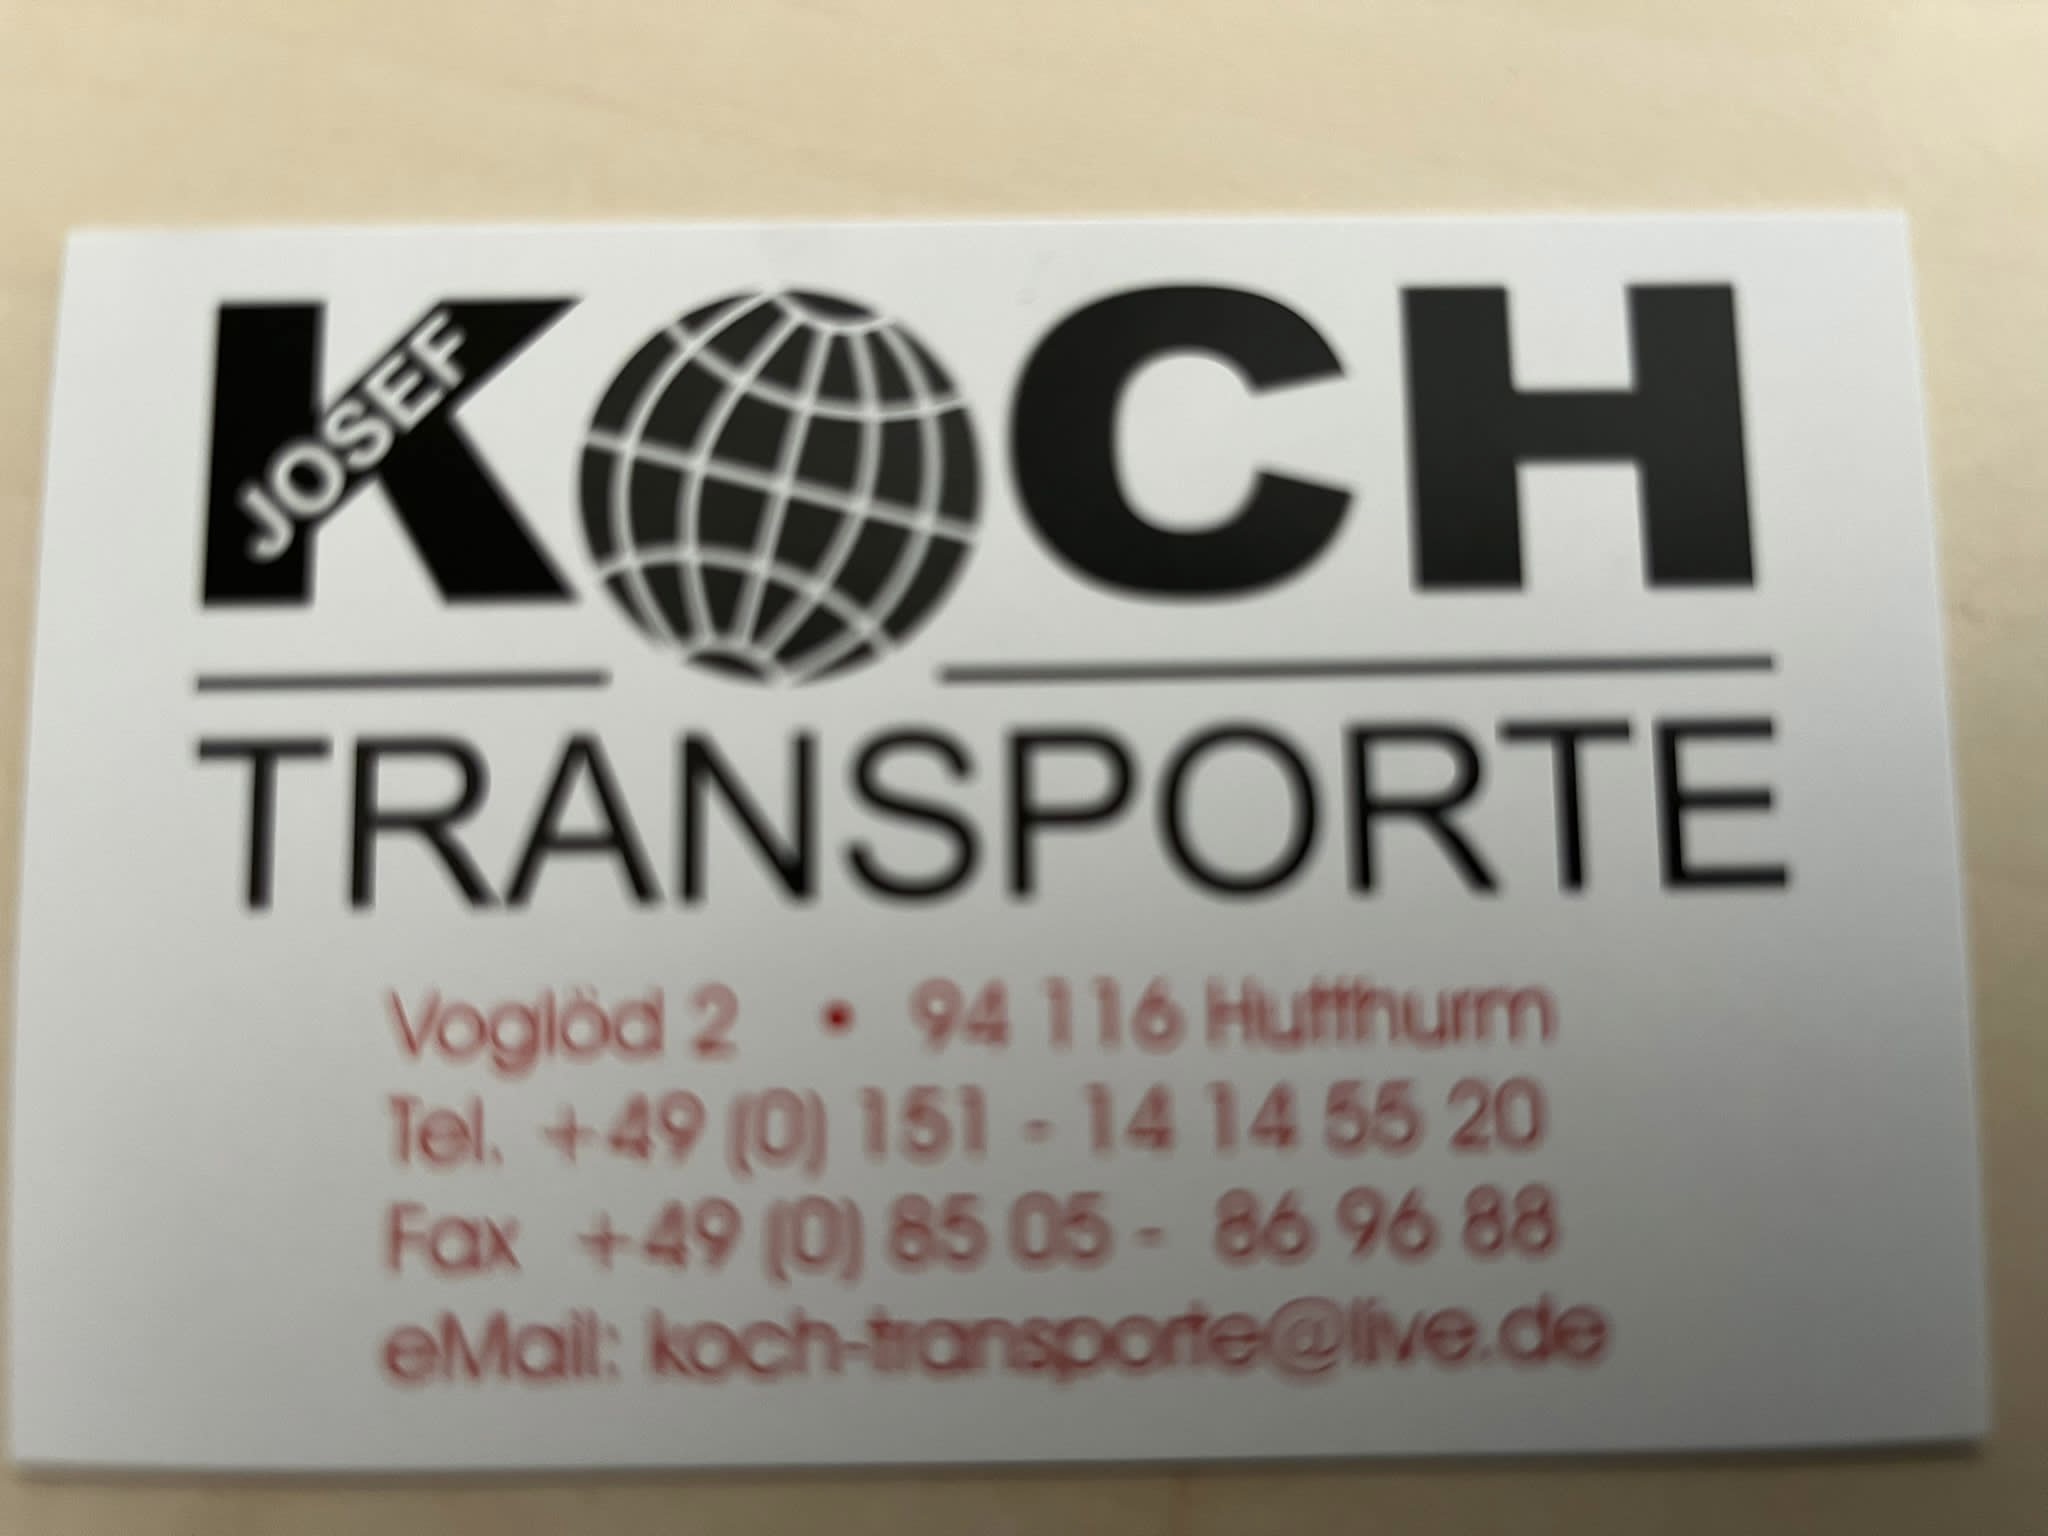 JOSEF
KOCH
TRANSPORTE
Voglöd 2 • 94 116 Hutthurm
Tel. +49 (0) 151 - 14 14 55 20
Fax +49 (0) 85 05 - 86 96 88
eMail: koch-transporte@live.de